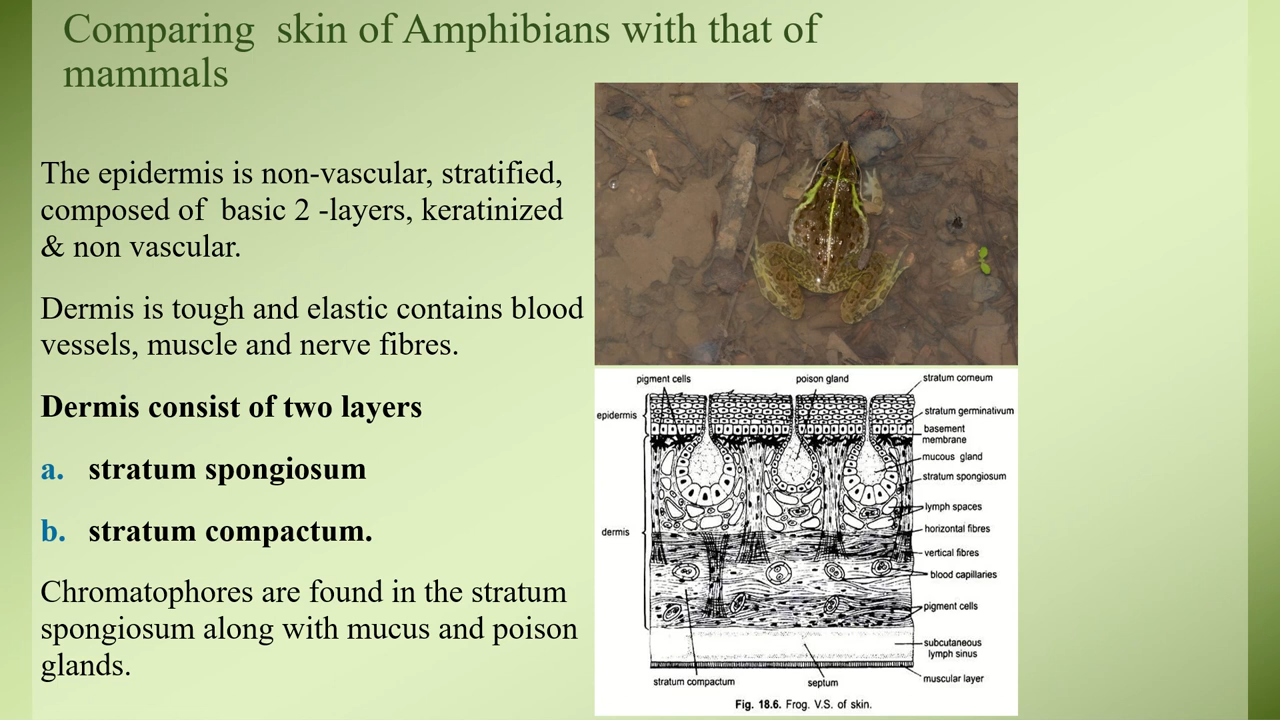 Comparing  skin of Amphibians with that of
mammals
The epidermis is non-vascular, stratified,
composed of  basic 2 -layers, keratinized
& non vascular.
Dermis is tough and elastic contains blood
vessels, muscle and nerve fibres.
Dermis consist of two layers
a. stratum spongiosum
b. stratum compactum.
Chromatophores are found in the stratum
spongiosum along with mucus and poison
glands.
pigment cells
poison gland
stratum corneum
epidermis
stratum germinativum
basement
membrane
mucous gland
stratum spongiosum
lymph spaces
dermis
horizontal fibres
vertical fibres
blood capillaries
pigment cells
subcutaneous
lymph sinus
stratum compactum
septum
muscular layer
Fig. 18.6. Frog. V.S. of skin.